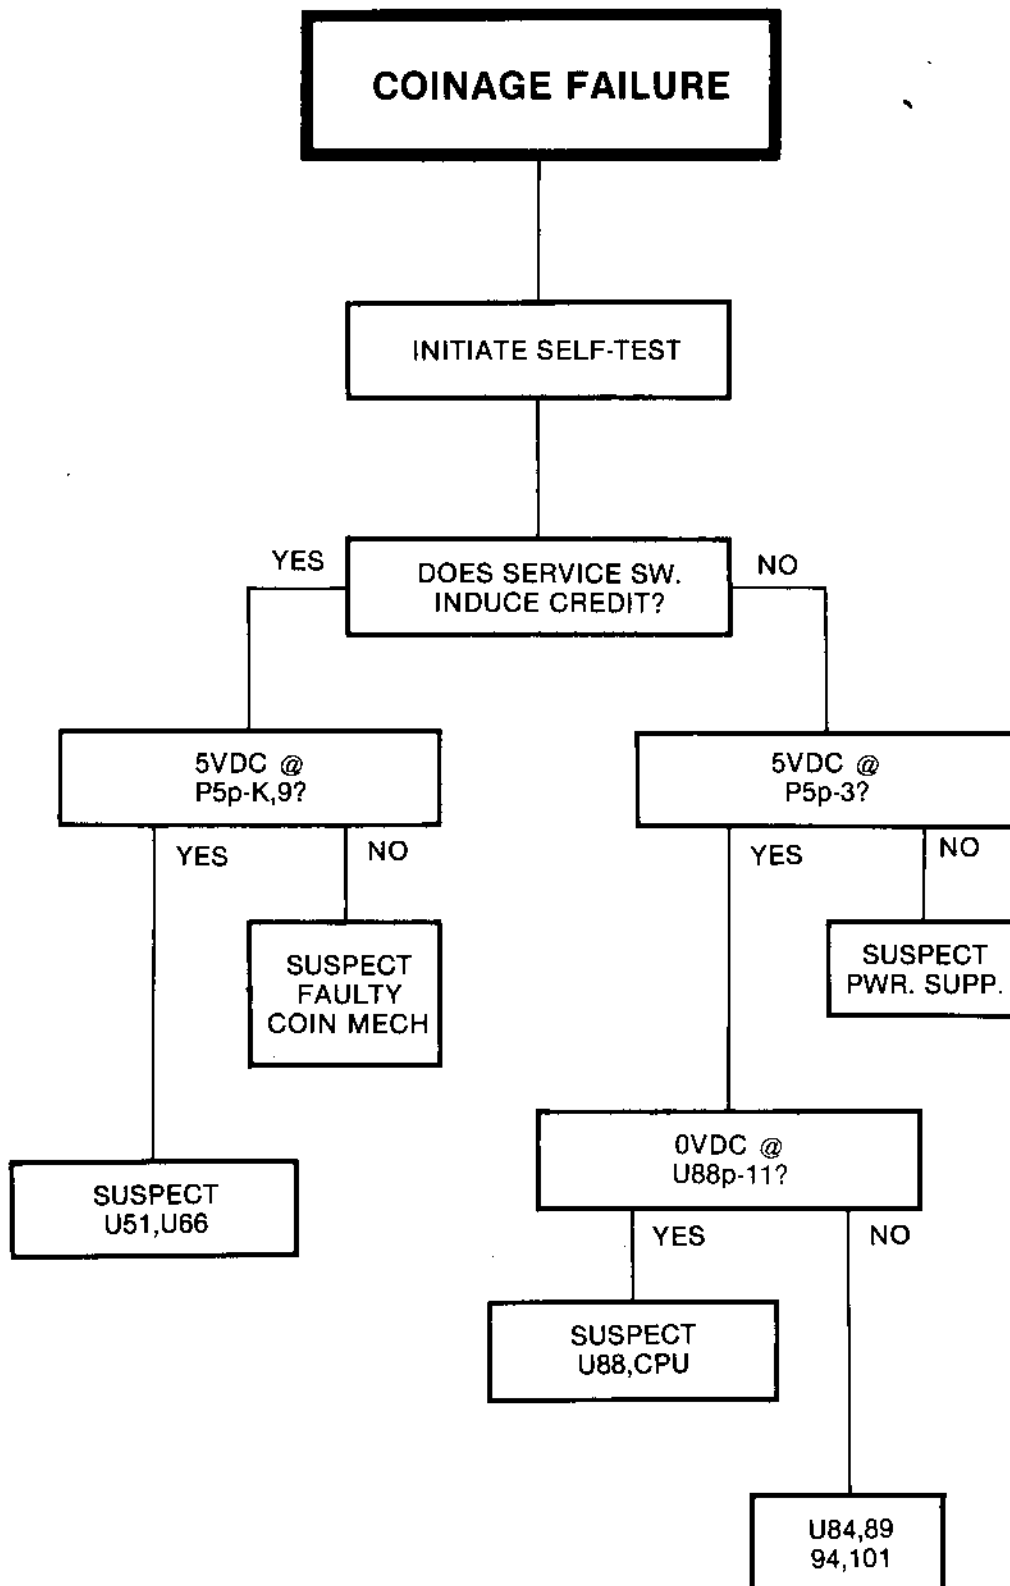 COINAGE FAILURE
INITIATE SELF-TEST
YES
DOES SERVICE SW.
INDUCE CREDIT?
NO
5VDC @
P5p-K,9?
5VDC @
P5p-3?
YES
NO
YES
NO
SUSPECT
FAULTY
COIN MECH
SUSPECT
PWR. SUPP.
0VDC @
U88p-11?
SUSPECT
U51,U66
YES
NO
SUSPECT
U88,CPU
U84,89
94,101